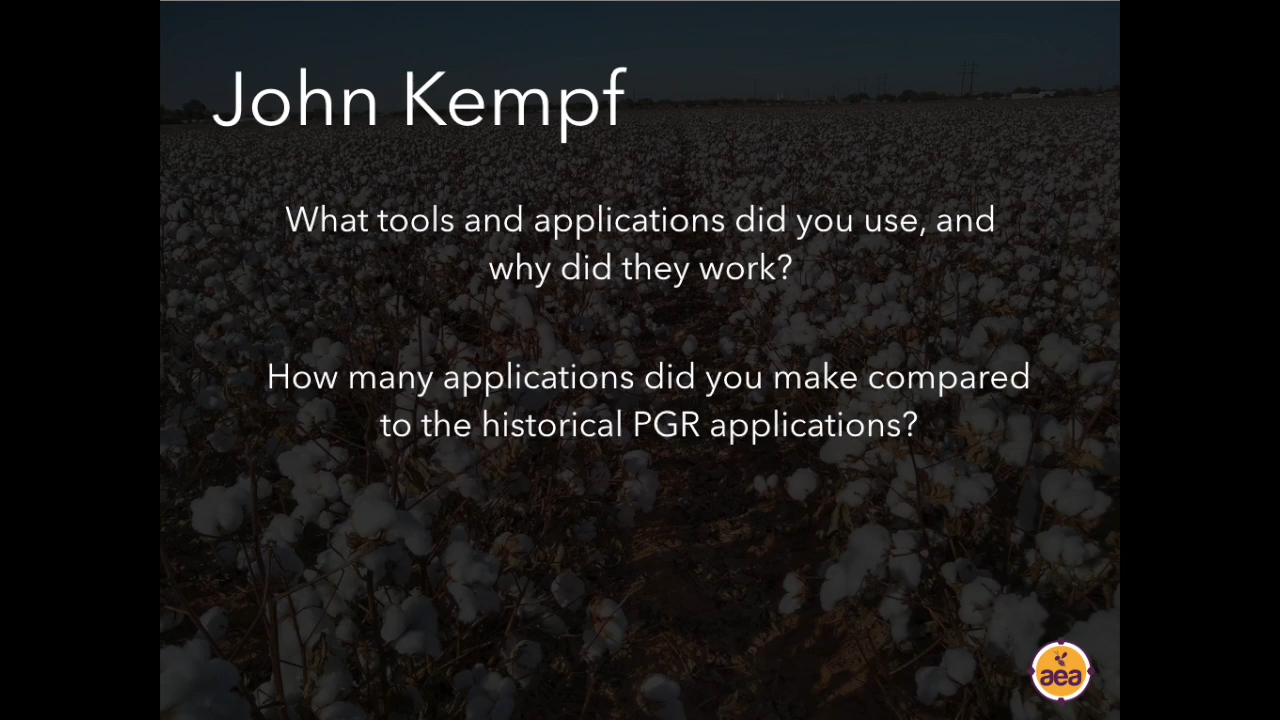 John Kempf
What tools and applications did you use, and
why did they work?
How many applications did you make compared
to the historical PGR applications?
aea